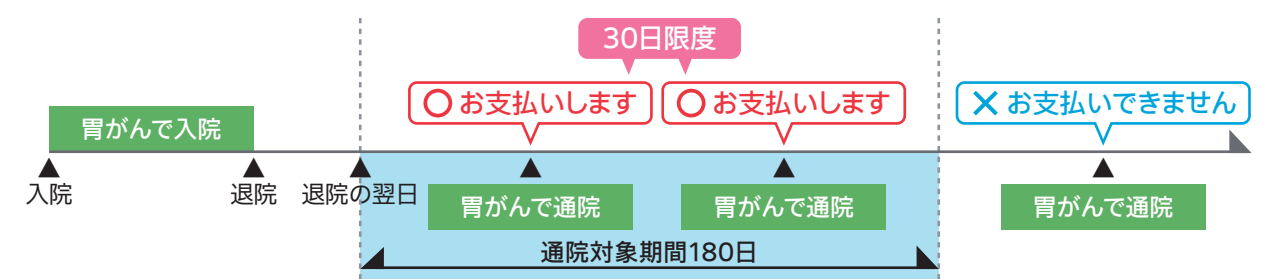 30日限度
○お支払いします
○お支払いします
×お支払いできません
胃がんで入院
入院
退院
退院の翌日
胃がんで通院
胃がんで通院
胃がんで通院
通院対象期間180日